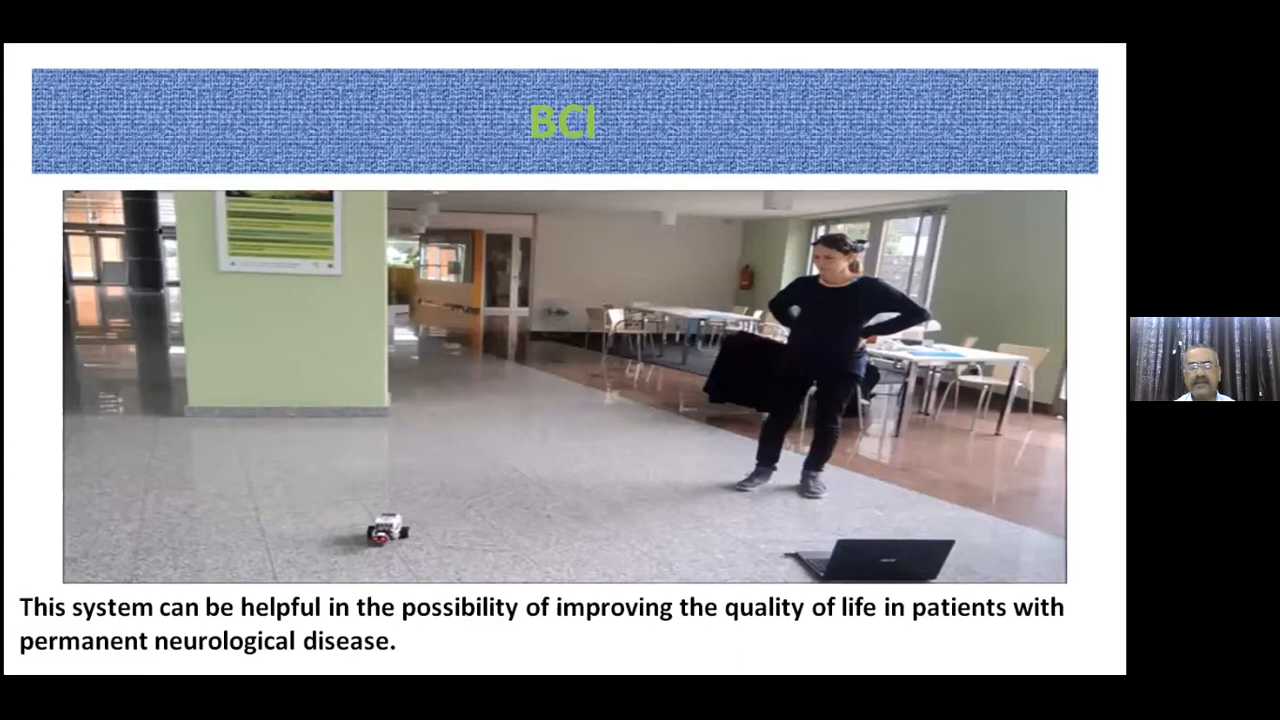 BCI
This system can be helpful in the possibility of improving the quality of life in patients with
permanent neurological disease.